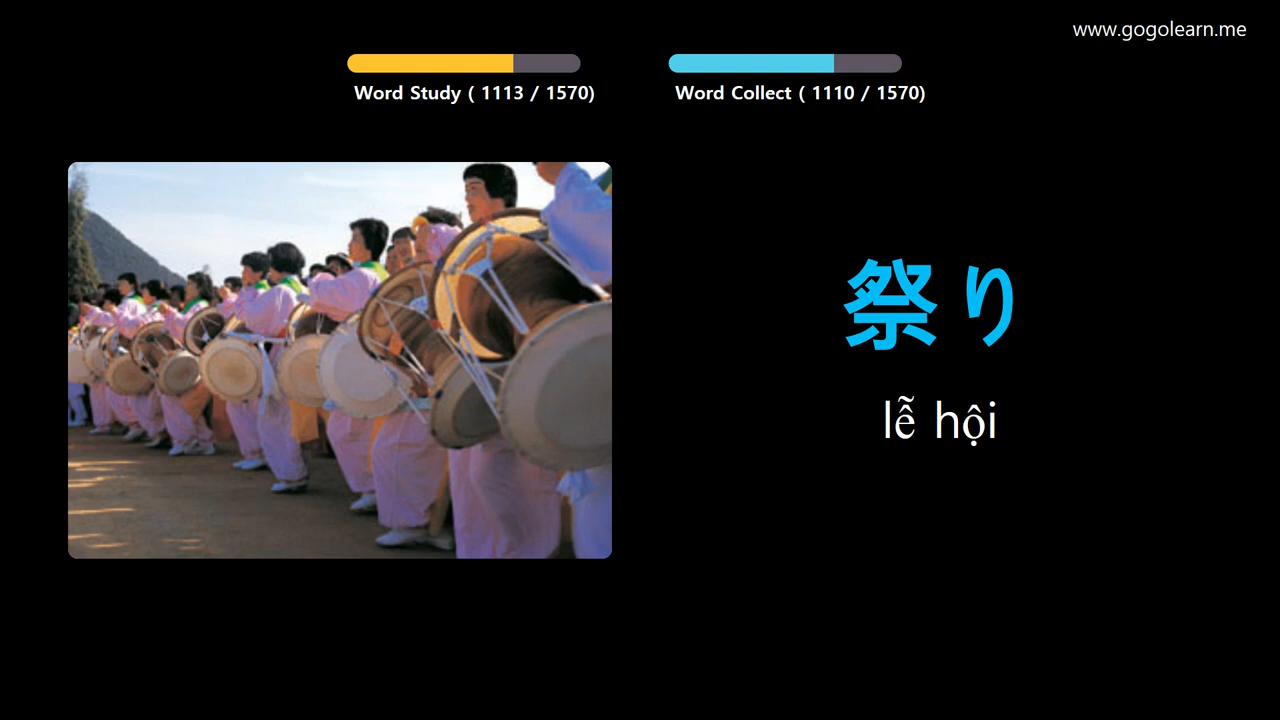 www.gogolearn.me
Word Study ( 1113 / 1570)
Word Collect ( 1110 / 1570)
祭り
lễ hội